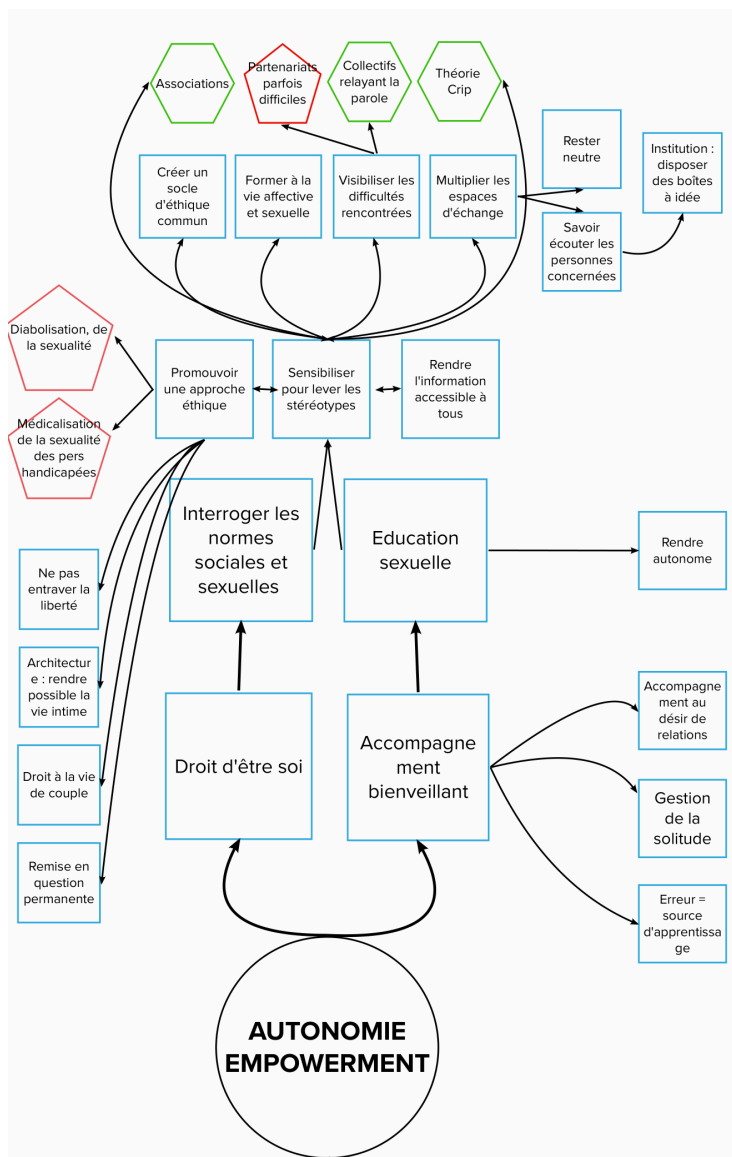 Associations
Partenariats
parfois
difficiles
Collectifs
relayant la
parole
Théorie
Crip
Rester
neutre
Institution :
disposer
des boîtes
à idée
Créer un
socle
d'éthique
commun
Former à la
vie affective
et sexuelle
Visibiliser les
difficultés
rencontrées
Multiplier les
espaces
d'échange
Savoir
écouter les
personnes
concernées
Diabolisation, de
la sexualité
Médicalisation
de la sexualité
des pers
handicapées
Promouvoir
une approche
éthique
Sensibiliser
pour lever les
stéréotypes
Rendre
l'information
accessible à
tous
Interroger les
normes
sociales et
sexuelles
Education
sexuelle
Rendre
autonome
Ne pas
entraver la
liberté
Architectur
e : rendre
possible la
vie intime
Droit à la vie
de couple
Remise en
question
permanente
Droit d'être soi
Accompagne
ment
bienveillant
Accompagne
ment au
désir de
relations
Gestion
de la
solitude
Erreur =
source
d'apprentissa
ge
AUTONOMIE
EMPOWERMENT